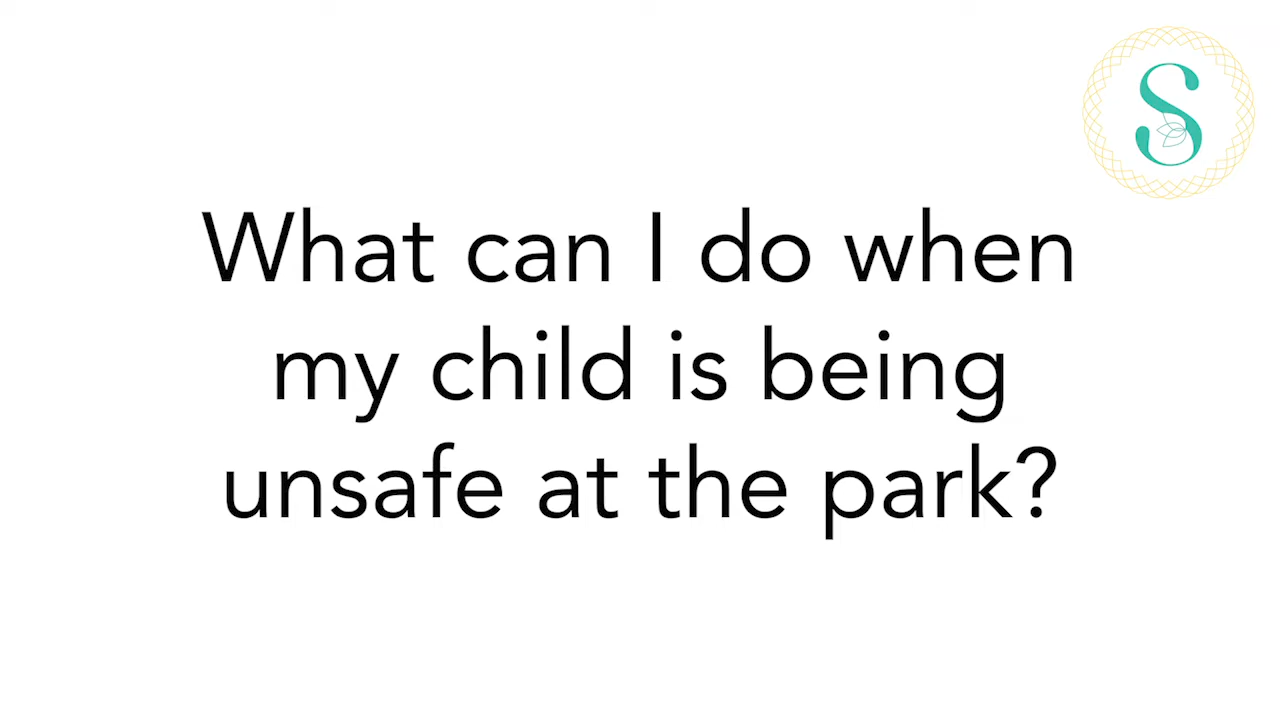 S
What can I do when
my child is being
unsafe at the park?